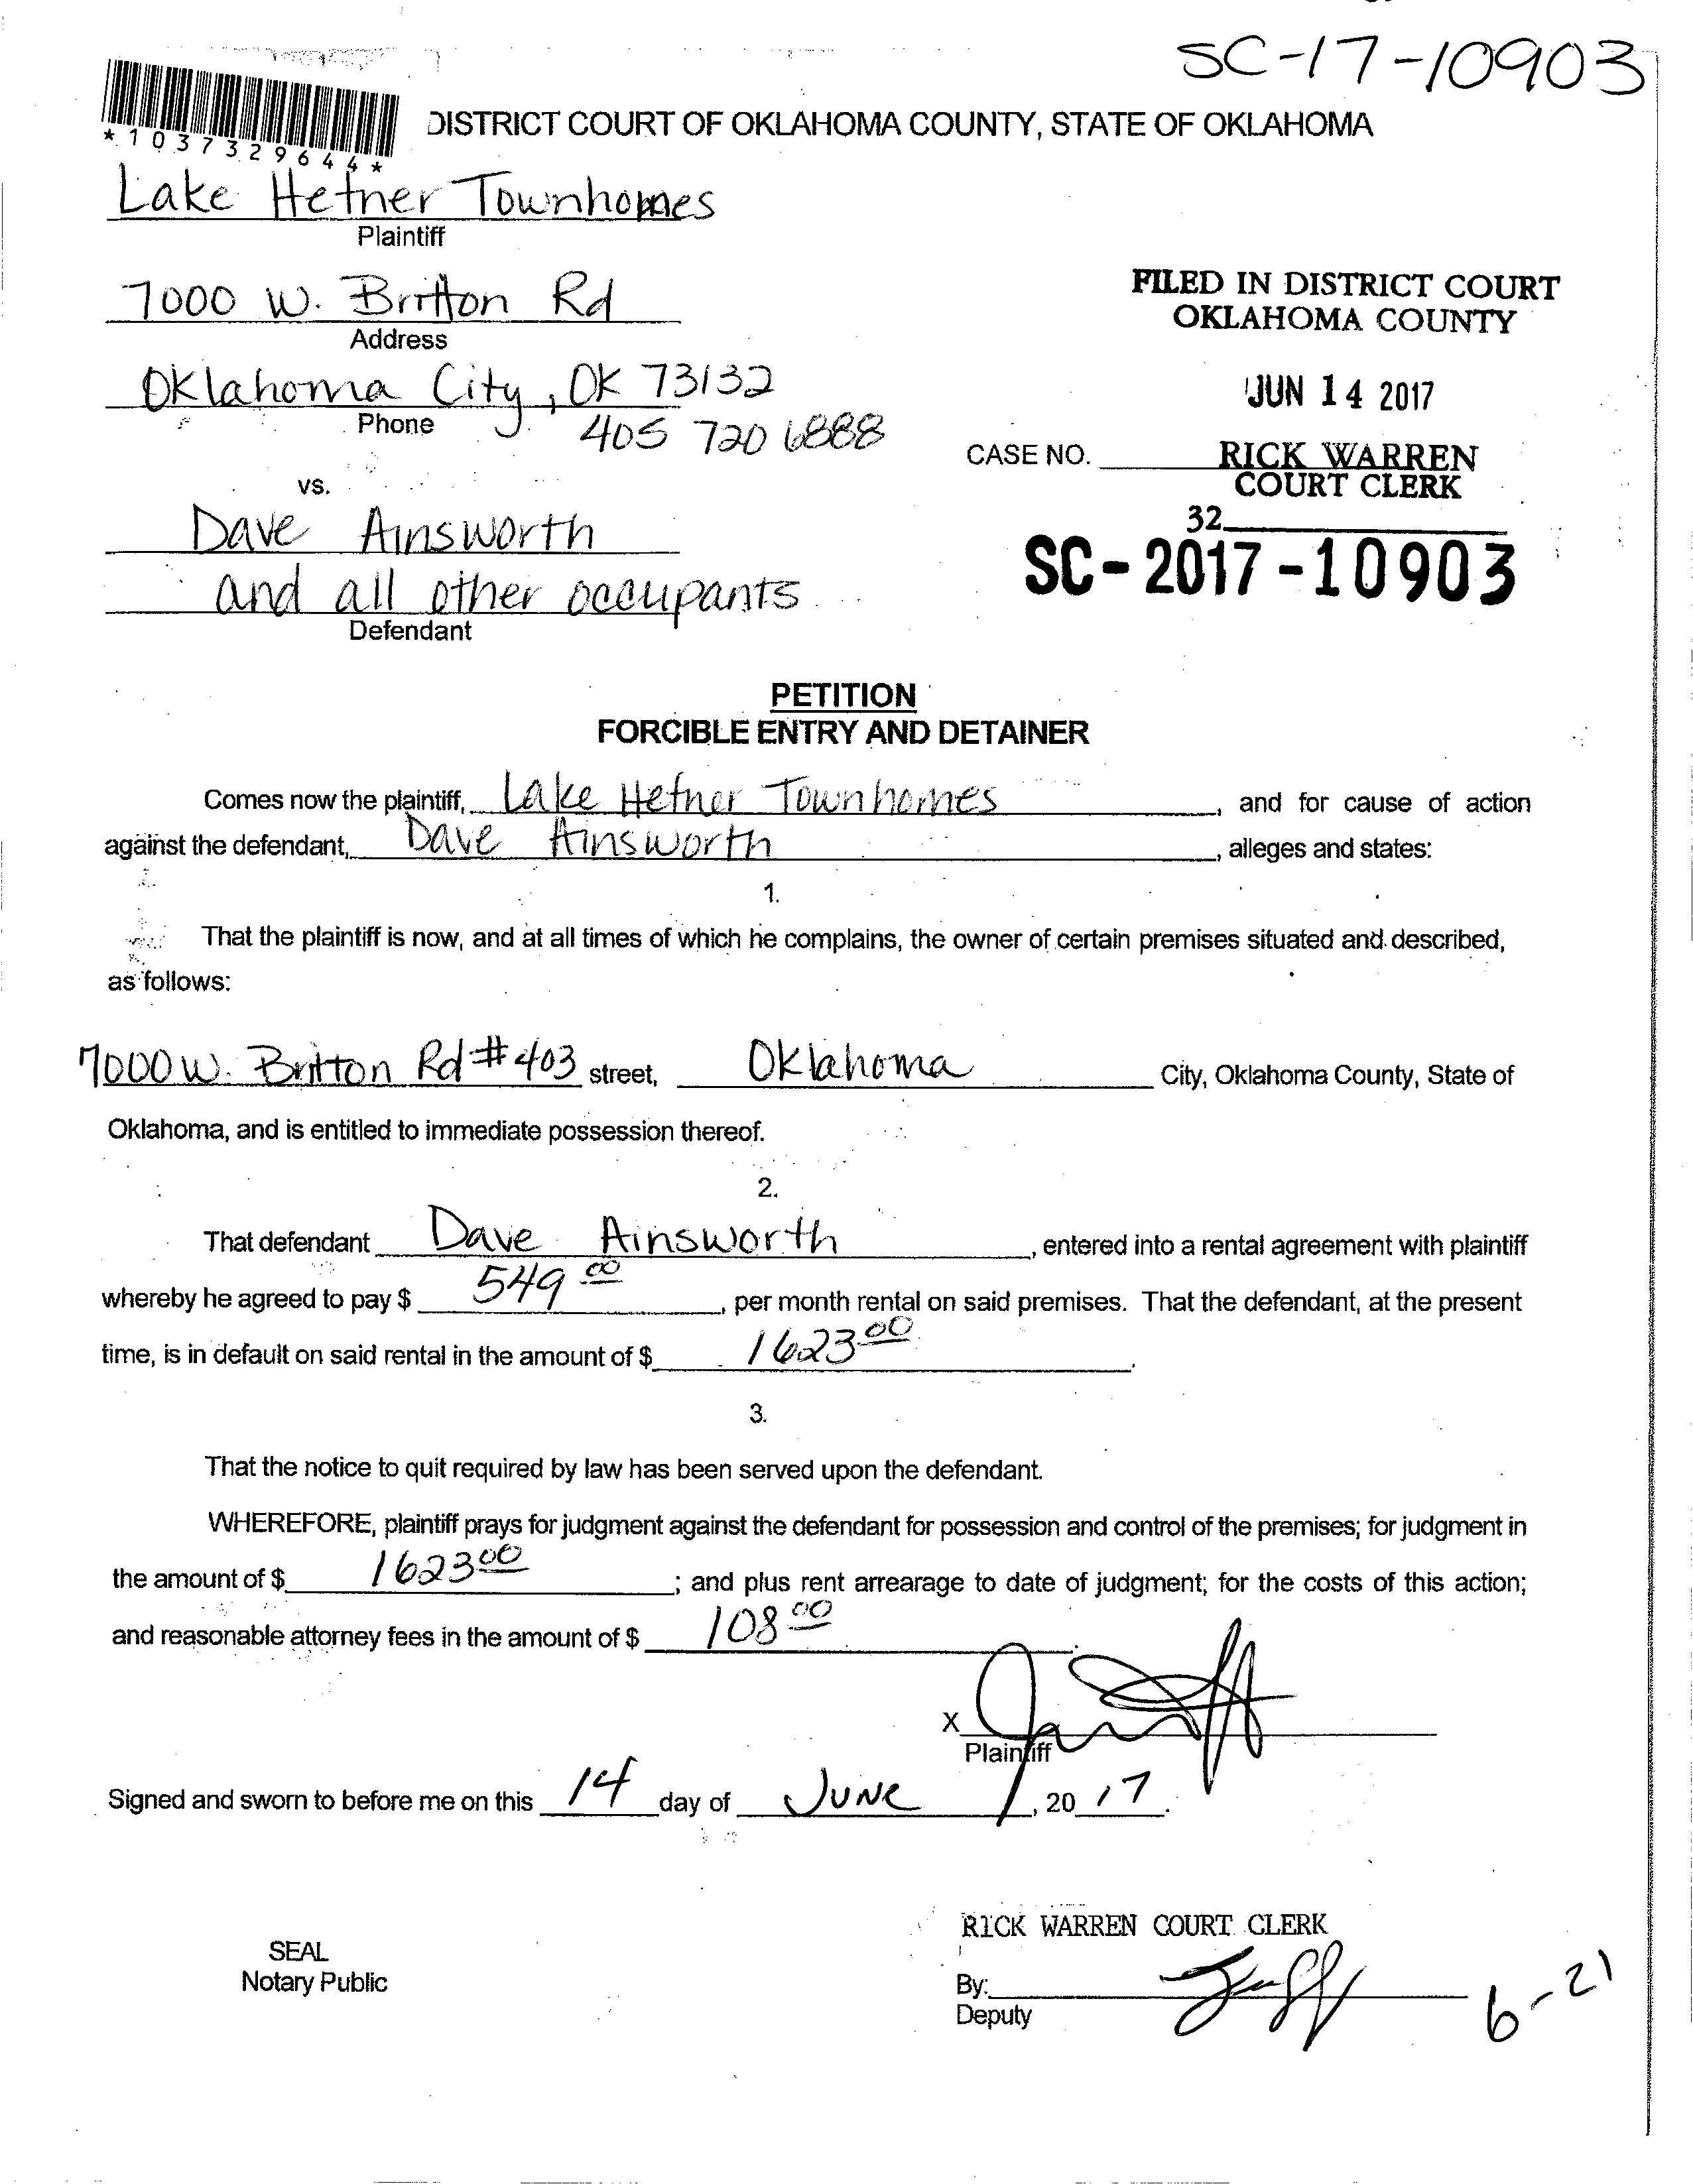 SC-17-10903
*1037329644*
DISTRICT COURT OF OKLAHOMA COUNTY, STATE OF OKLAHOMA
Lake Hefner Townhomes
Plaintiff
7000 W. Britton Rd
Address
Oklahoma City, OK 73132
Phone 405 720 6888
vs.
Dave Ainsworth
and all other occupants
Defendant
FILED IN DISTRICT COURT
OKLAHOMA COUNTY
JUN 14 2017
CASE NO. RICK WARREN
COURT CLERK
32
SC-2017-10903
PETITION
FORCIBLE ENTRY AND DETAINER
Comes now the plaintiff, Lake Hefner Townhomes, and for cause of action
against the defendant, Dave Ainsworth, alleges and states:
1.
That the plaintiff is now, and at all times of which he complains, the owner of certain premises situated and described,
as follows:
7000 W. Britton Rd #403 street, Oklahoma City, Oklahoma County, State of
Oklahoma, and is entitled to immediate possession thereof.
2.
That defendant Dave Ainsworth, entered into a rental agreement with plaintiff
whereby he agreed to pay $ 549 00, per month rental on said premises. That the defendant, at the present
time, is in default on said rental in the amount of $ 1623 00.
3.
That the notice to quit required by law has been served upon the defendant.
WHEREFORE, plaintiff prays for judgment against the defendant for possession and control of the premises; for judgment in
the amount of $ 1623 00; and plus rent arrearage to date of judgment; for the costs of this action;
and reasonable attorney fees in the amount of $ 108 00.
X
Plaintiff
Signed and sworn to before me on this 14 day of June, 20 17.
RICK WARREN COURT CLERK
SEAL
Notary Public
By:
Deputy
6-21